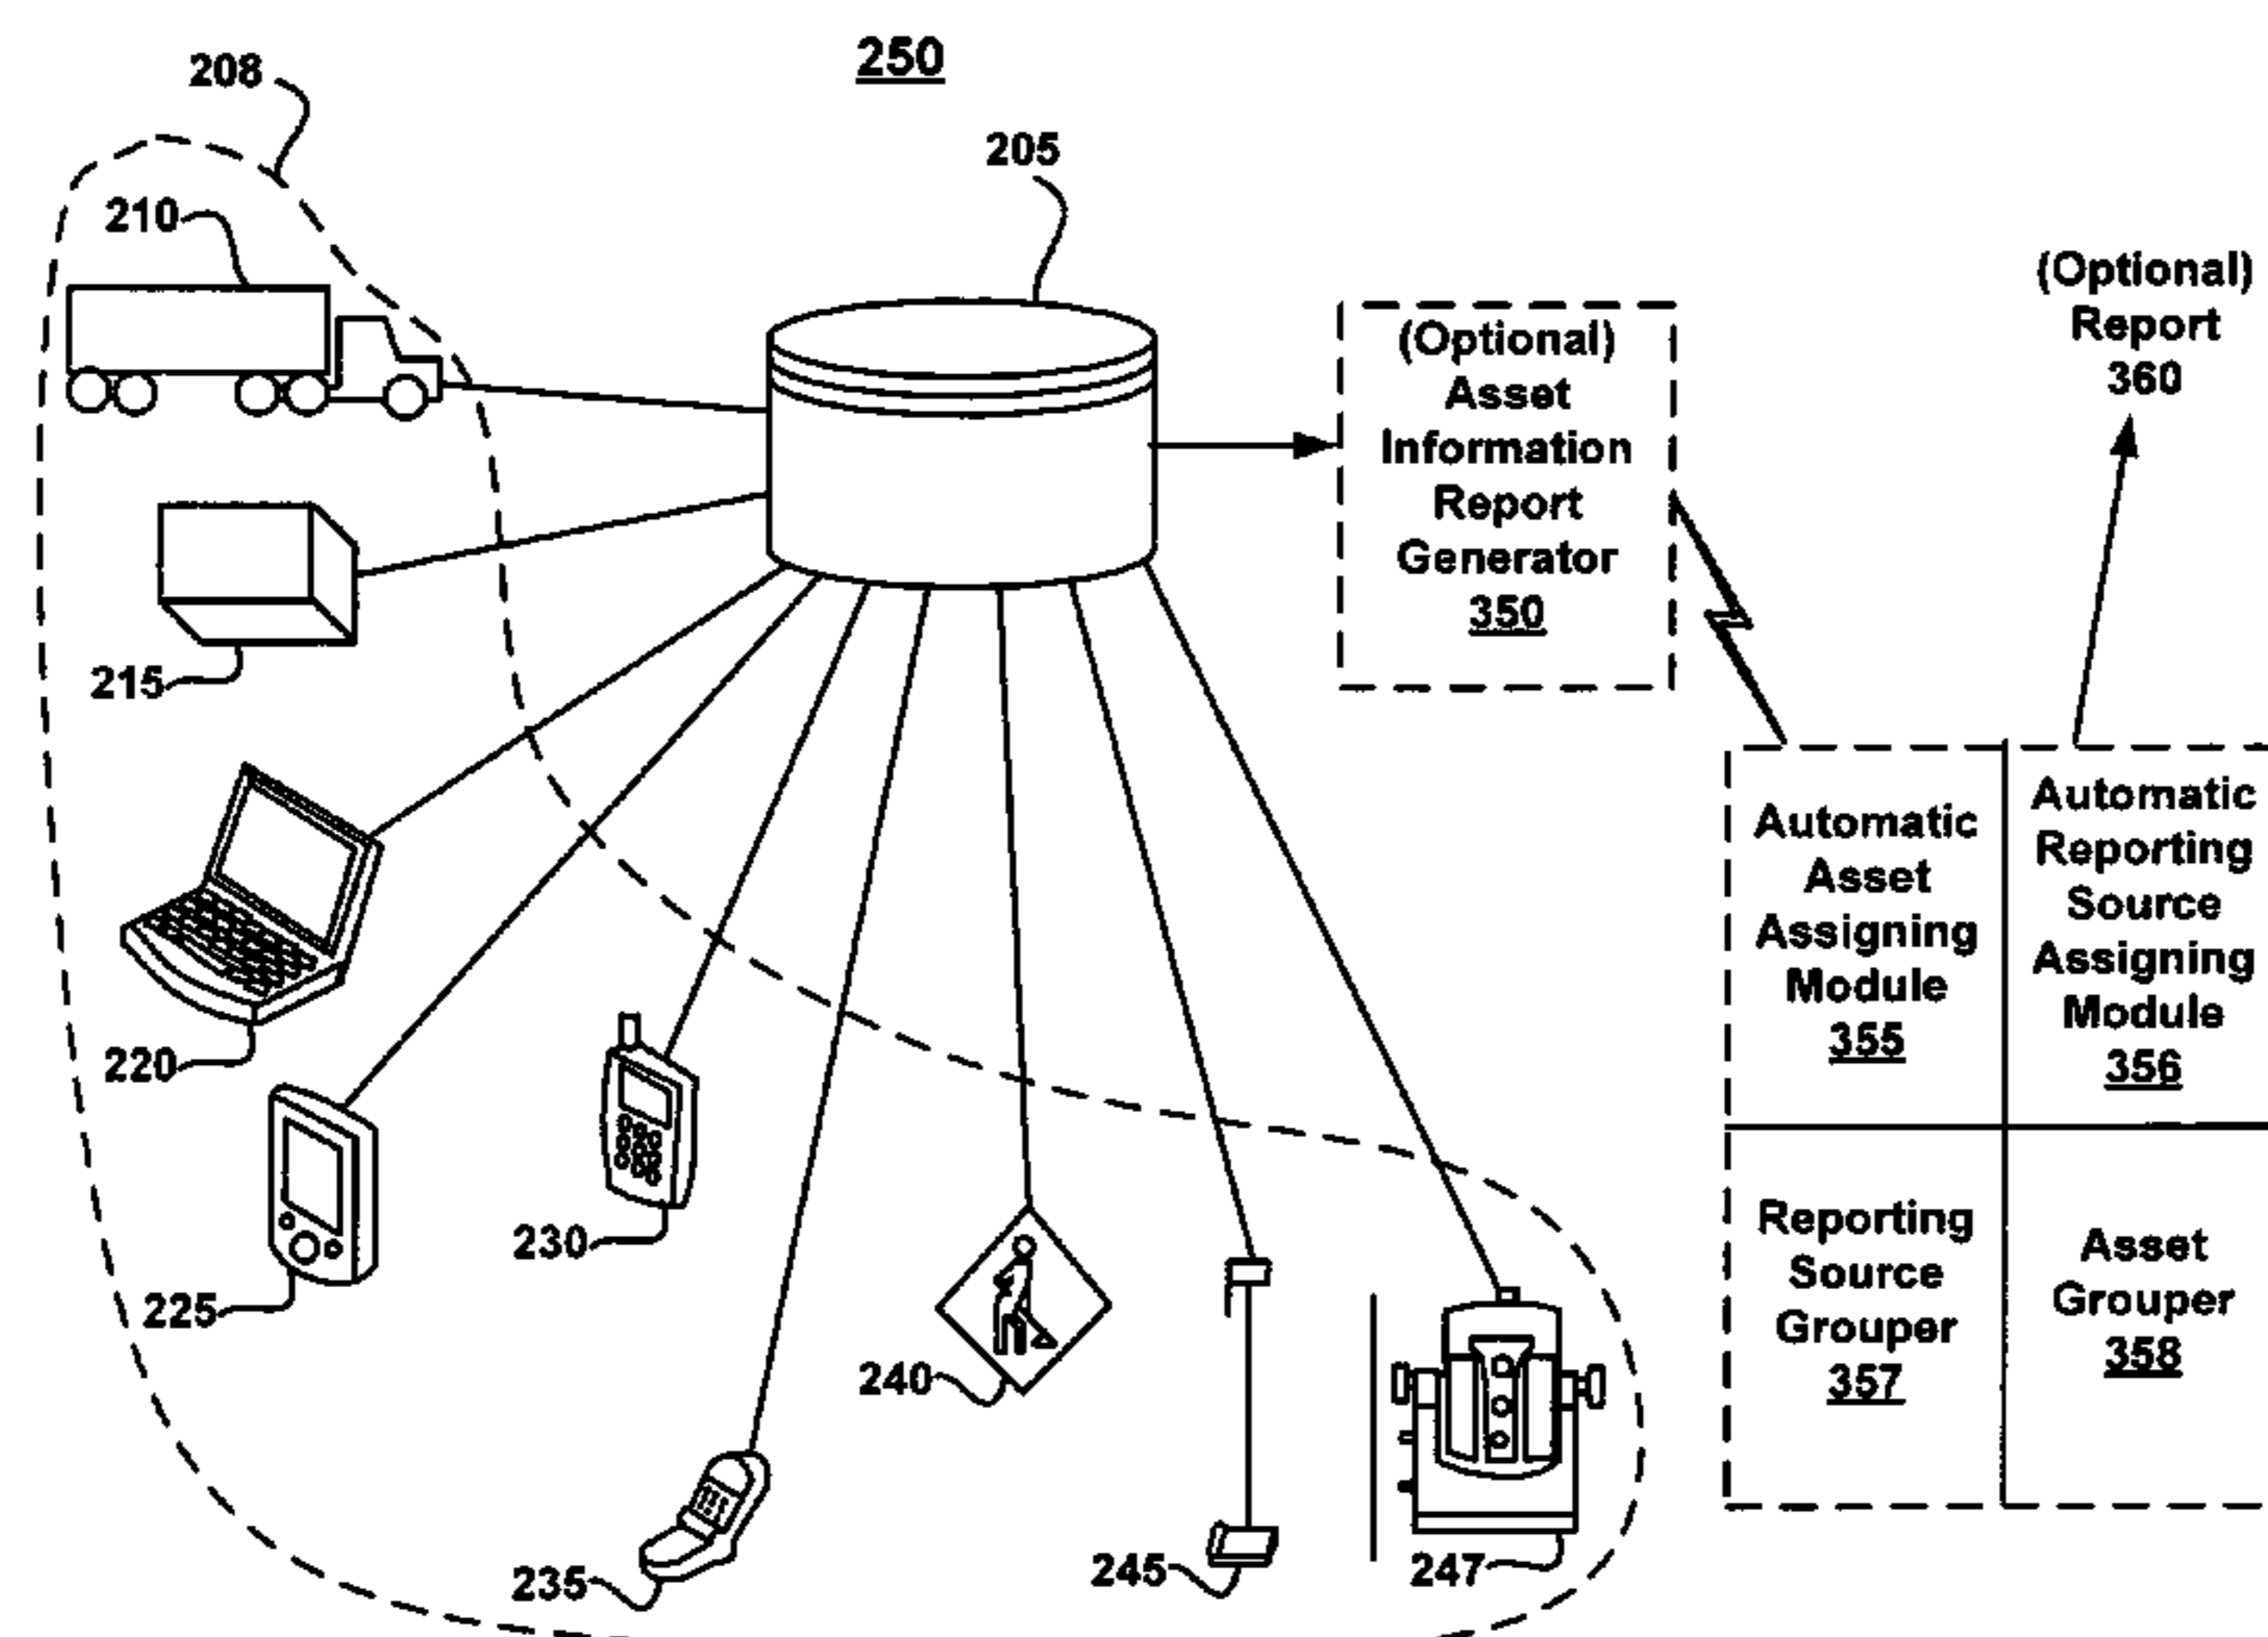 250
208
205
210
(Optional)
Report
360
(Optional)
Asset
Information
Report
Generator
350
215
220
225
230
235
240
245
247
Automatic
Asset
Assigning
Module
355
Automatic
Reporting
Source
Assigning
Module
356
Reporting
Source
Grouper
357
Asset
Grouper
358